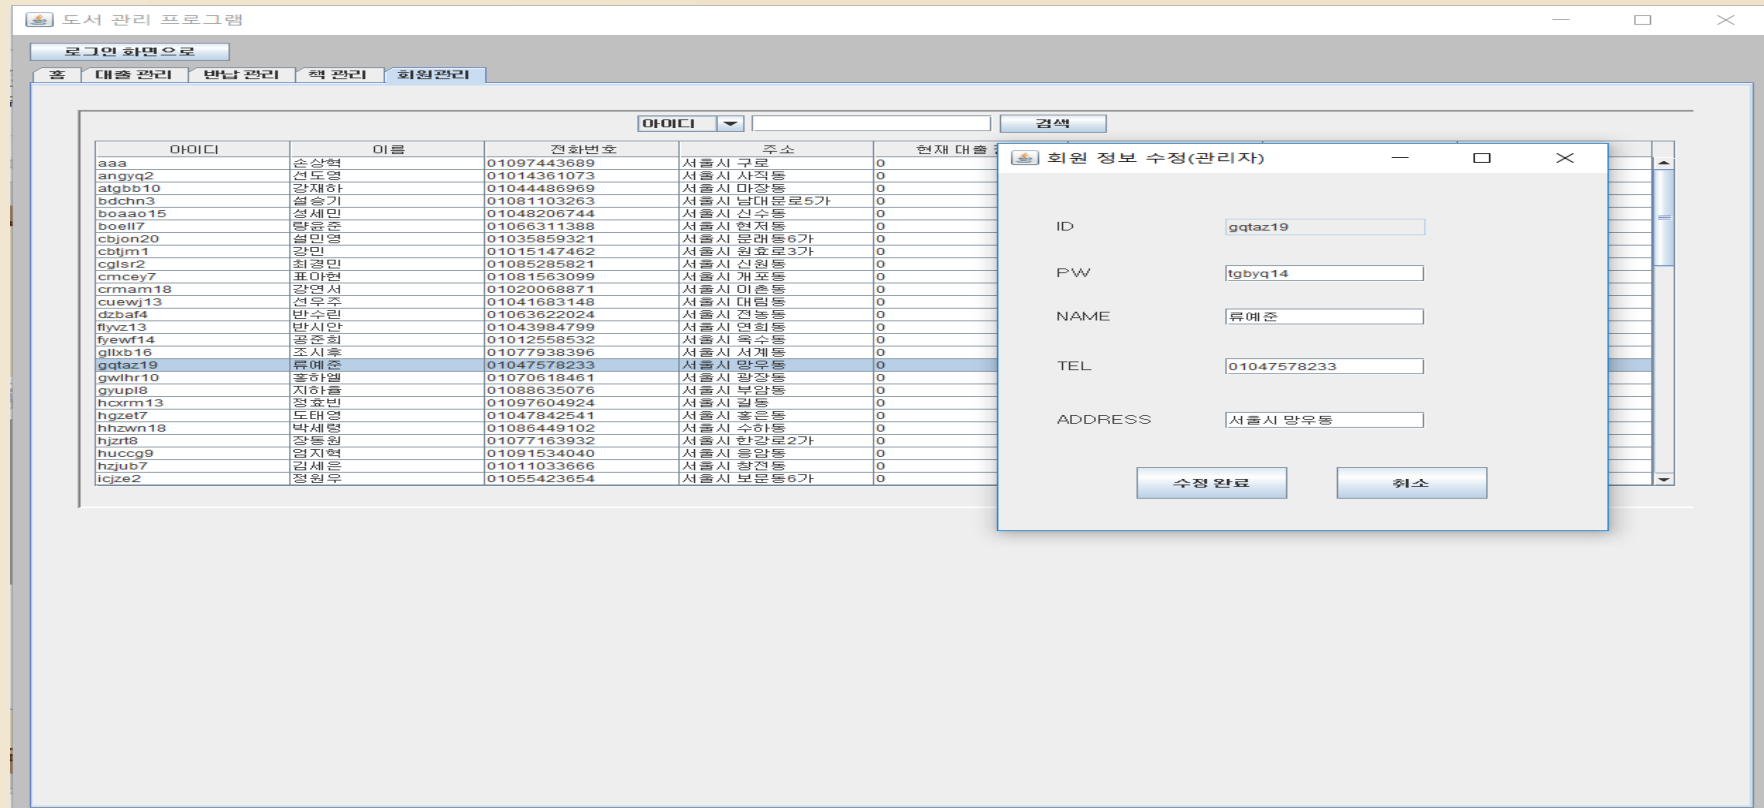 도서 관리 프로그램
로그인 화면으로
홈 대출 관리 반납 관리 책 관리 회원관리
아이디 검색
아이디 이름 전화번호 주소 현재 대출
aaa 손상혁 01097443689 서울시 구로 0
angyq2 선도영 01014361073 서울시 사직동 0
atgbb10 강재하 01044486969 서울시 마장동 0
bdchn3 설승기 01081103263 서울시 남대문로5가 0
boaao15 성세민 01048206744 서울시 신수동 0
boell7 량윤준 01066311388 서울시 현저동 0
cbjon20 설민영 01035859321 서울시 문래동6가 0
cbtjm1 강민 01015147462 서울시 원효로3가 0
cglsr2 최경민 01085285821 서울시 신원동 0
cmcey7 표마현 01081563099 서울시 개포동 0
crmam18 강연서 01020068871 서울시 이촌동 0
cuewj13 선우주 01041683148 서울시 대림동 0
dzbaf4 반수린 01063622024 서울시 전농동 0
flyvz13 반시안 01043984799 서울시 연희동 0
fyewf14 공준희 01012558532 서울시 옥수동 0
gllxb16 조시후 01077938396 서울시 서계동 0
gqtaz19 류예준 01047578233 서울시 망우동 0
gwlhr10 홍하엘 01070618461 서울시 광장동 0
gyupl8 지하율 01088635076 서울시 부암동 0
hcxrm13 정효빈 01097604924 서울시 길동 0
hgzet7 도태영 01047842541 서울시 홍은동 0
hhzwn18 박세령 01086449102 서울시 수하동 0
hjzrt8 장동원 01077163932 서울시 한강로2가 0
huccg9 엄지혁 01091534040 서울시 응암동 0
hzjub7 김세은 01011033666 서울시 창전동 0
icjze2 정원우 01055423654 서울시 보문동6가 0
회원 정보 수정(관리자)
ID gqtaz19
PW tgbyq14
NAME 류예준
TEL 01047578233
ADDRESS 서울시 망우동
수정 완료 취소